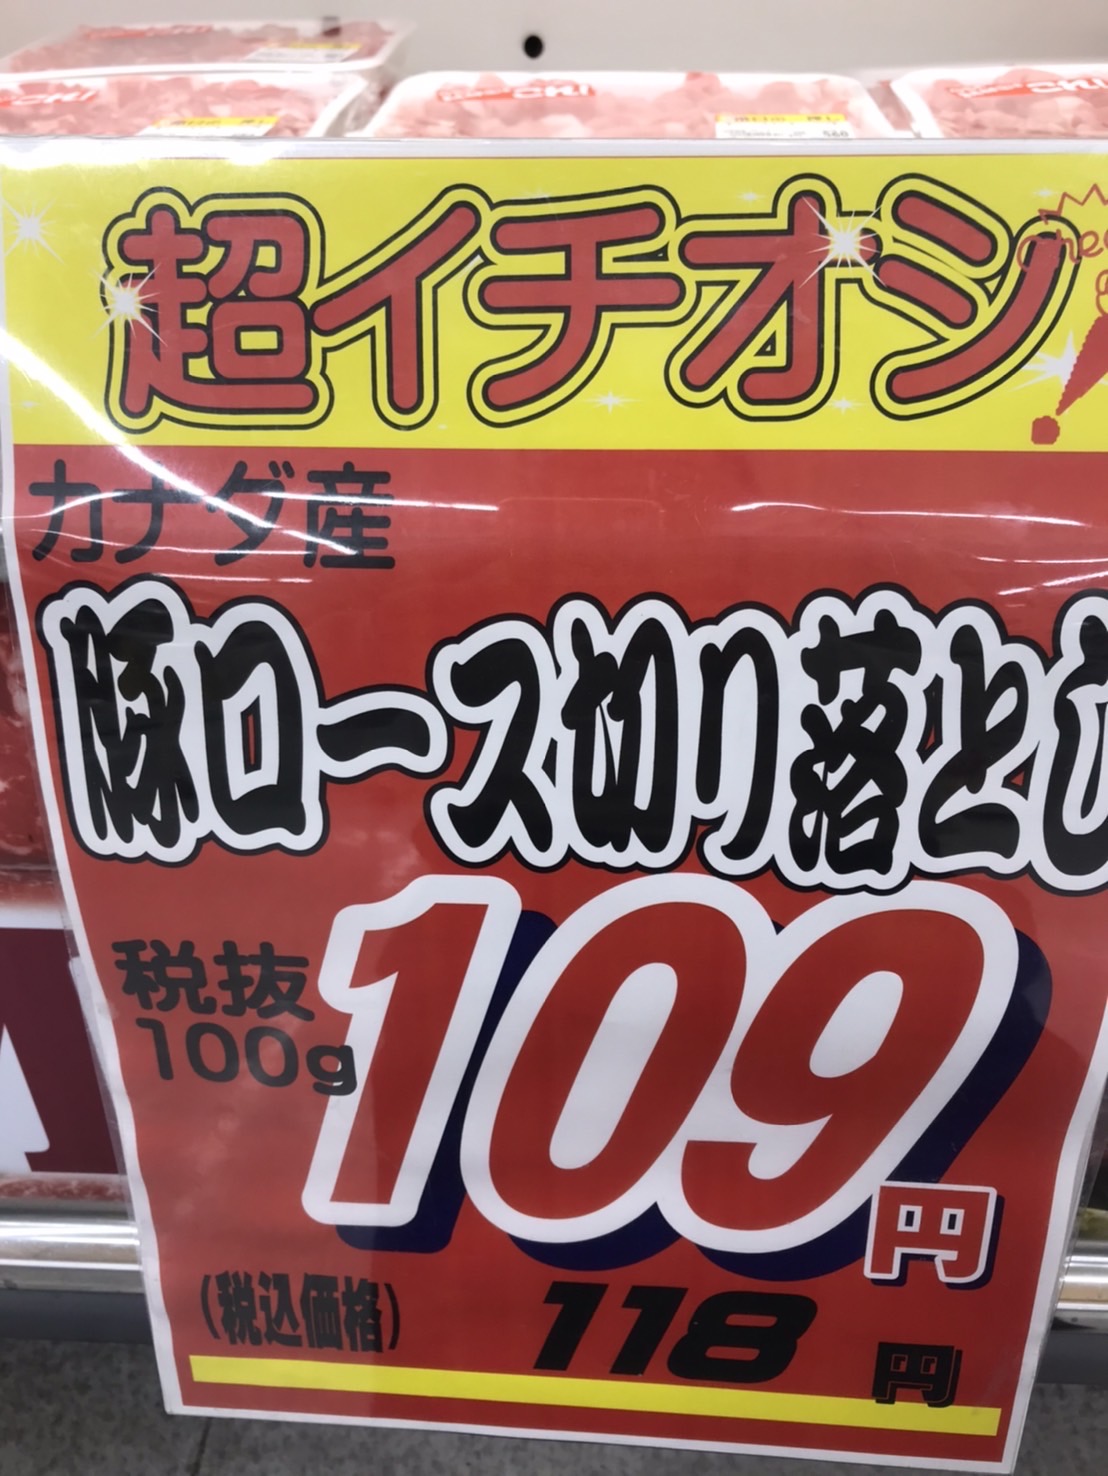 超イチオシ
カナダ産
豚ロース切り落とし
税抜
100g
109
円
(税込価格)
118
円